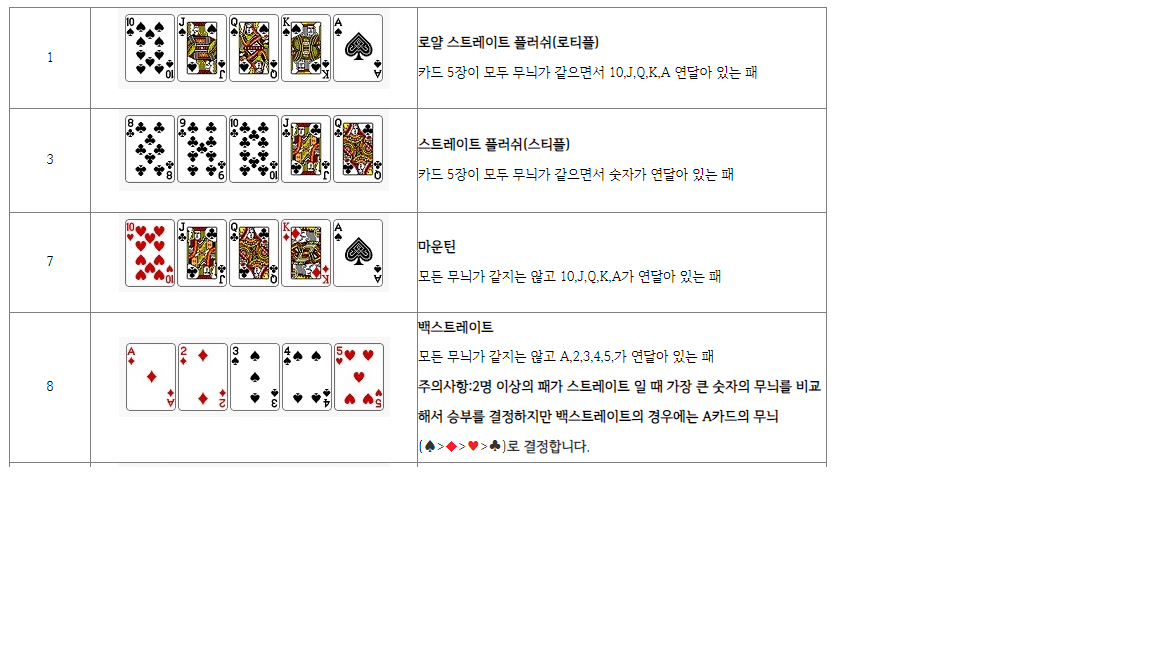 1
10 J Q K A
로얄 스트레이트 플러쉬(로티플)
카드 5장이 모두 무늬가 같으면서 10,J,Q,K,A 연달아 있는 패
3
8 9 10 J Q
스트레이트 플러쉬(스티플)
카드 5장이 모두 무늬가 같으면서 숫자가 연달아 있는 패
7
10 J Q K A
마운틴
모든 무늬가 같지는 않고 10,J,Q,K,A가 연달아 있는 패
8
A 2 3 4 5
백스트레이트
모든 무늬가 같지는 않고 A,2,3,4,5,가 연달아 있는 패
주의사항:2명 이상의 패가 스트레이트 일 때 가장 큰 숫자의 무늬를 비교
해서 승부를 결정하지만 백스트레이트의 경우에는 A카드의 무늬
(♠>◆>♥>♣)로 결정합니다.